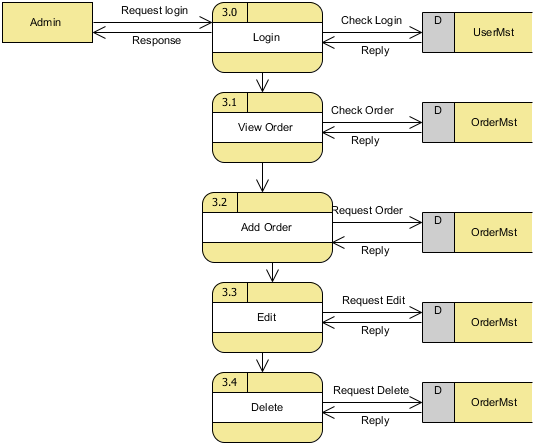 Admin
Request login
Response
3.0
Login
Check Login
Reply
D
UserMst
3.1
View Order
Check Order
Reply
D
OrderMst
3.2
Add Order
Request Order
Reply
D
OrderMst
3.3
Edit
Request Edit
Reply
D
OrderMst
3.4
Delete
Request Delete
Reply
D
OrderMst